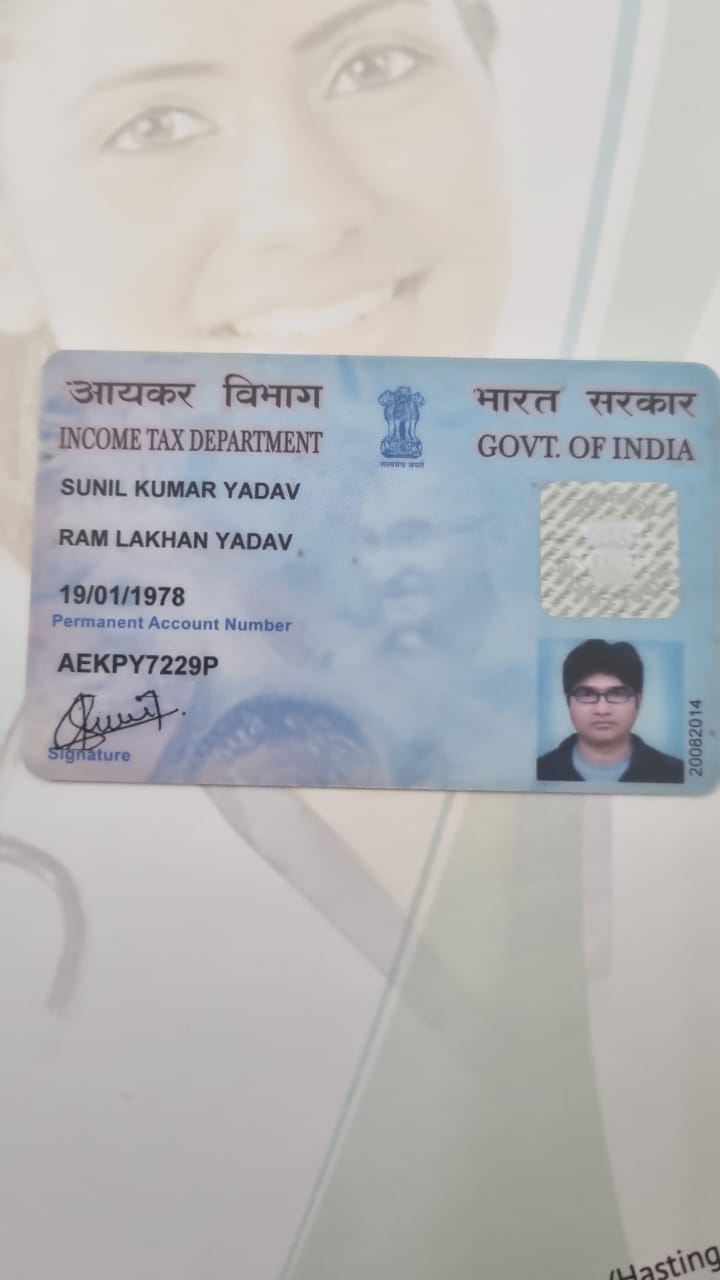 आयकर विभाग
INCOME TAX DEPARTMENT
भारत सरकार
GOVT. OF INDIA
सत्यमेव जयते
SUNIL KUMAR YADAV
RAM LAKHAN YADAV
19/01/1978
Permanent Account Number
AEKPY7229P
Signature
20082014